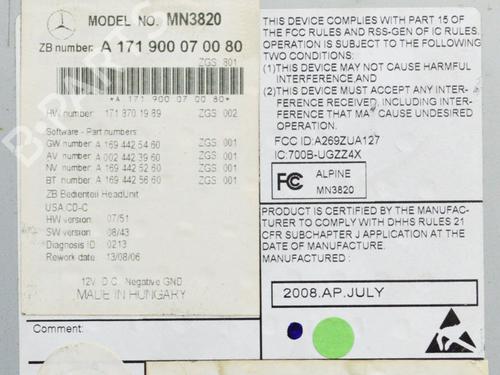 MODEL NO. MN3820
ZB number: A 171 900 07 00 80
ZGS 801
*A 171 900 07 00 80*
HW number: 171 870 19 89 ZGS 002
Software - Part numbers:
GW number A 169 442 54 60 ZGS 001
AV number A 002 442 39 60 ZGS 001
NV number A 169 442 52 60 ZGS 001
BT number A 169 442 56 60 ZGS 001
ZB Bedienteil HeadUnit
USA CD-C
HW version: 07/51
SW version: 08/43
Diagnosis ID 0213
Rework date : 13/08/06
12V D.C. Negative GND
MADE IN HUNGARY
Comment:
THIS DEVICE COMPLIES WITH PART 15 OF
THE FCC RULES AND RSS-GEN OF IC RULES.
OPERATION IS SUBJECT TO THE FOLLOWING
TWO CONDITIONS:
(1)THIS DEVICE MAY NOT CAUSE HARMFUL
INTERFERENCE,AND
(2)THIS DEVICE MUST ACCEPT ANY INTER-
FERENCE RECEIVED, INCLUDING INTERFER-
ENCE THAT MAY CAUSE UNDESIRED
OPERATION.
FCC ID:A269ZUA127
IC:700B-UGZZ4X
FCC ALPINE
MN3820
PRODUCT IS CERTIFIED BY THE MANUFAC-
TURER TO COMPLY WITH DHHS RULES 21
CFR SUBCHAPTER J APPLICATION AT THE
DATE OF MANUFACTURE.
MANUFACTURED :
2008.AP.JULY
B-PARTS